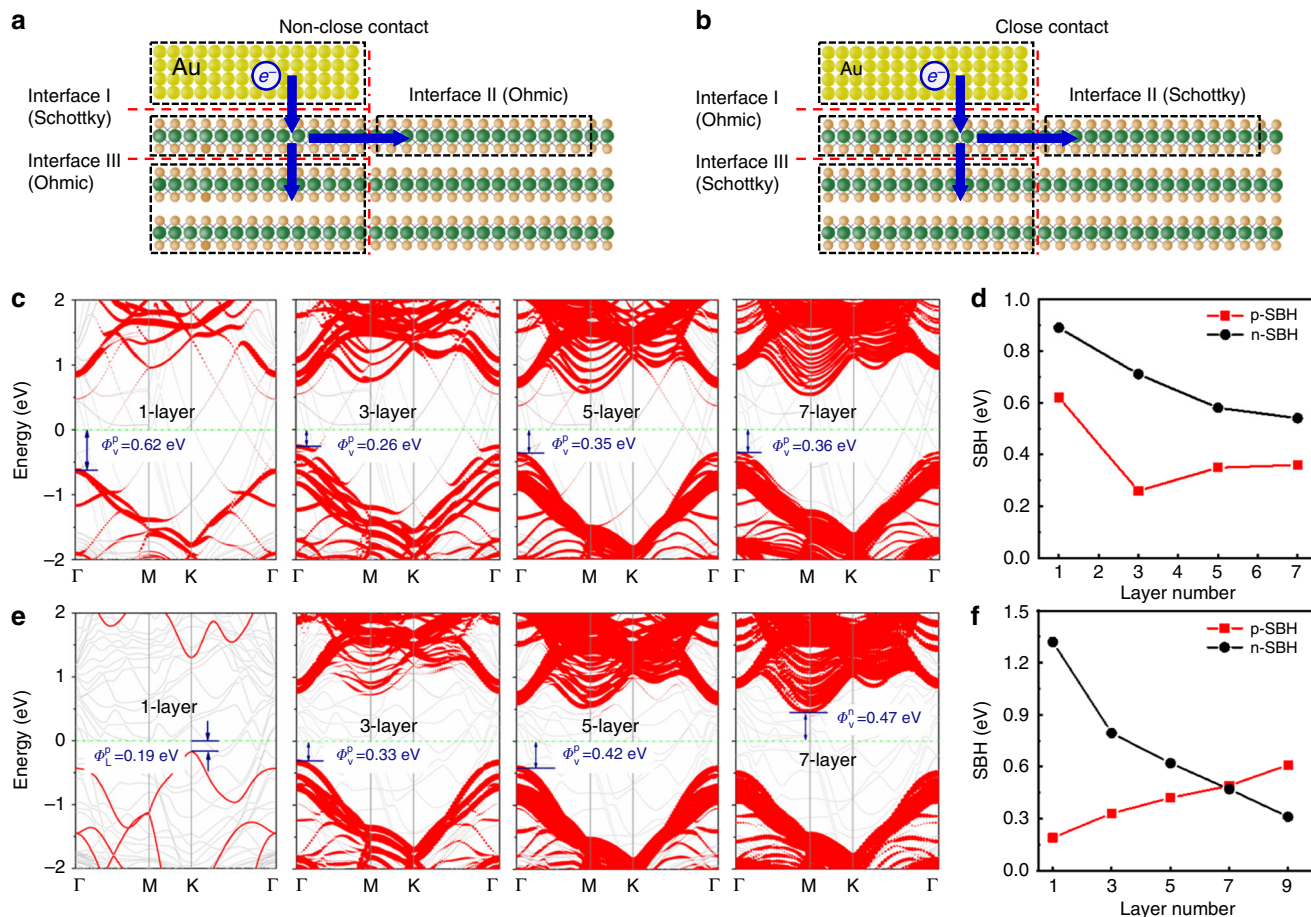 a
Non-close contact
Au
e−
Interface I
(Schottky)
Interface II (Ohmic)
Interface III
(Ohmic)
b
Close contact
Au
e−
Interface I
(Ohmic)
Interface II (Schottky)
Interface III
(Schottky)
c
Energy (eV)
2
1
0
−1
−2
1-layer
Φᵥᵖ=0.62 eV
3-layer
Φᵥᵖ=0.26 eV
5-layer
Φᵥᵖ=0.35 eV
7-layer
Φᵥᵖ=0.36 eV
Γ M K Γ
Γ M K Γ
Γ M K Γ
Γ M K Γ
d
SBH (eV)
1.0
0.8
0.6
0.4
0.2
0.0
p-SBH
n-SBH
1 2 3 4 5 6 7
Layer number
e
Energy (eV)
2
1
0
−1
−2
1-layer
Φ_L^p=0.19 eV
3-layer
Φᵥᵖ=0.33 eV
5-layer
Φᵥᵖ=0.42 eV
Φᵥⁿ=0.47 eV
7-layer
Γ M K Γ
Γ M K Γ
Γ M K Γ
Γ M K Γ
f
SBH (eV)
1.5
1.2
0.9
0.6
0.3
0.0
p-SBH
n-SBH
1 3 5 7 9
Layer number